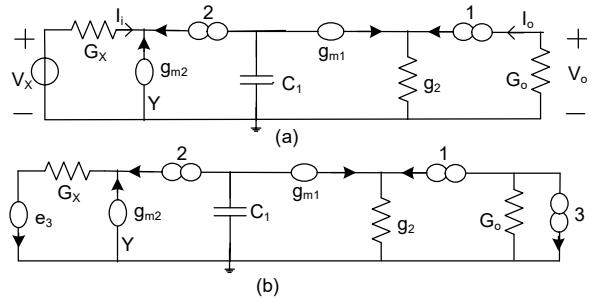 2 1
+ I_i I_o +
G_X g_m1
V_X g_m2 C_1 g_2 G_o V_o
Y
— —
(a)
2 1
G_X g_m1
e_3 g_m2 C_1 g_2 G_o 3
Y
(b)